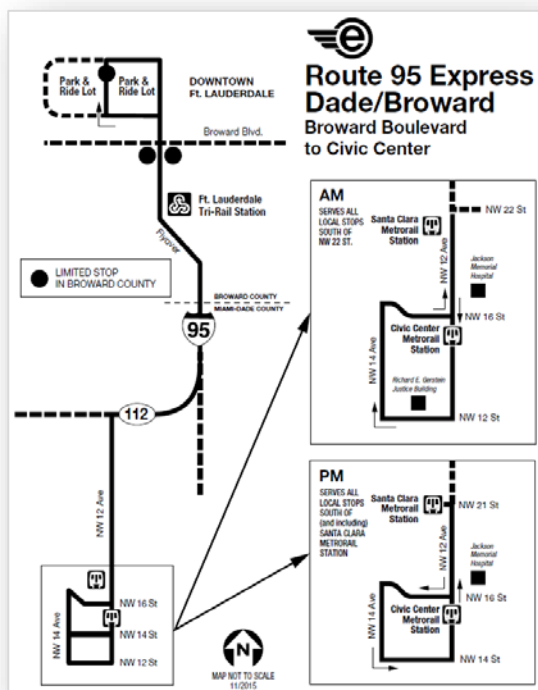 e
Route 95 Express
Dade/Broward
Broward Boulevard
to Civic Center
Park &
Ride Lot
Park &
Ride Lot
DOWNTOWN
FT. LAUDERDALE
Broward Blvd.
Ft. Lauderdale
Tri-Rail Station
Flyover
LIMITED STOP
IN BROWARD COUNTY
BROWARD COUNTY
MIAMI-DADE COUNTY
95
112
NW 12 Ave
NW 14 Ave
NW 16 St
NW 14 St
NW 12 St
N
MAP NOT TO SCALE
11/2015
AM
SERVES ALL
LOCAL STOPS
SOUTH OF
NW 22 ST.
Santa Clara
Metrorail
Station
NW 22 St
NW 12 Ave
Jackson
Memorial
Hospital
NW 16 St
Civic Center
Metrorail
Station
NW 14 Ave
Richard E. Gerstein
Justice Building
NW 12 St
PM
SERVES ALL
LOCAL STOPS
SOUTH OF
(and including)
SANTA CLARA
METRORAIL
STATION
Santa Clara
Metrorail
Station
NW 21 St
NW 12 Ave
Jackson
Memorial
Hospital
NW 16 St
Civic Center
Metrorail
Station
NW 14 Ave
NW 14 St